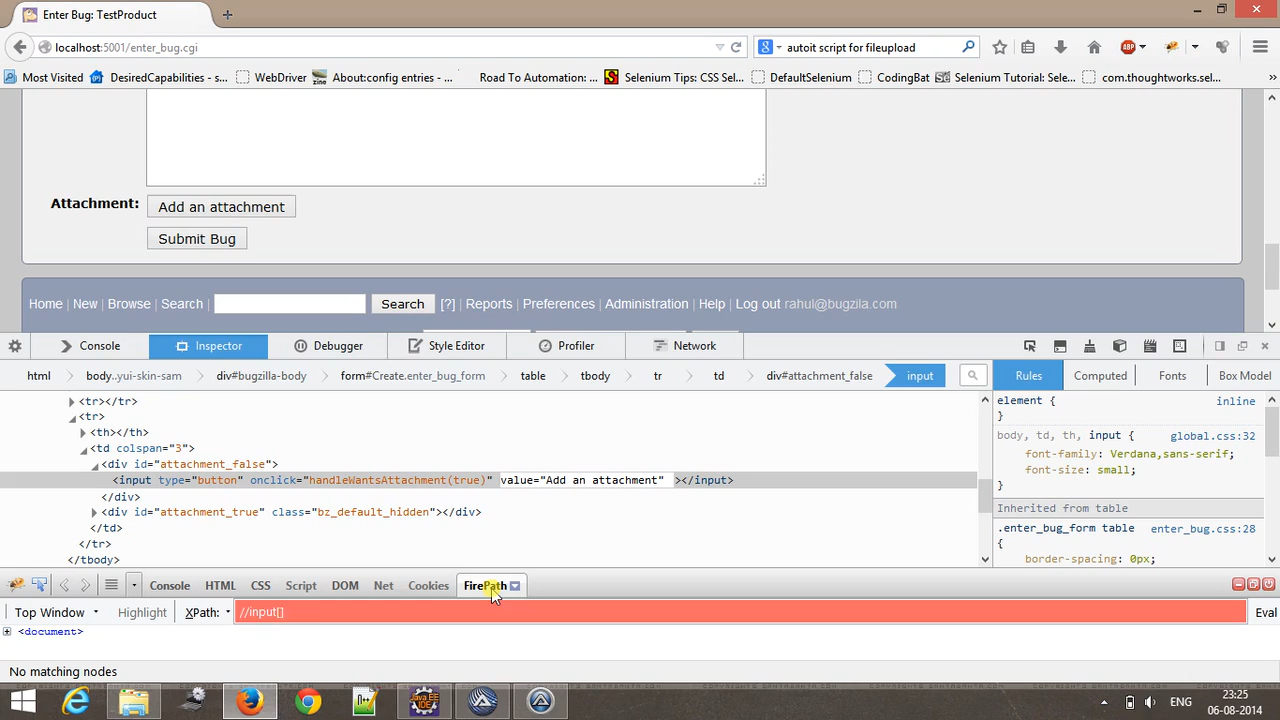 Enter Bug: TestProduct
localhost:5001/enter_bug.cgi
autoit script for fileupload
Most Visited DesiredCapabilities - s... WebDriver About:config entries - ... Road To Automation: ... Selenium Tips: CSS Sel... DefaultSelenium CodingBat Selenium Tutorial: Sele... com.thoughtworks.sel... »
Attachment: Add an attachment
Submit Bug
Home | New | Browse | Search | Search [?] | Reports | Preferences | Administration | Help | Log out rahul@bugzila.com
Console Inspector Debugger Style Editor Profiler Network
html body..yui-skin-sam div#bugzilla-body form#Create.enter_bug_form table tbody tr td div#attachment_false input Rules Computed Fonts Box Model
<tr></tr>
<tr>
<th></th>
<td colspan="3">
<div id="attachment_false">
<input type="button" onclick="handleWantsAttachment(true)" value="Add an attachment" ></input>
</div>
<div id="attachment_true" class="bz_default_hidden"></div>
</td>
</tr>
</tbody>
element { inline
}
body, td, th, input { global.css:32
font-family: Verdana,sans-serif;
font-size: small;
}
Inherited from table
.enter_bug_form table enter_bug.css:28
border-spacing: 0px;
Console HTML CSS Script DOM Net Cookies FirePath
Top Window Highlight XPath: //input[] Eval
<document>
No matching nodes
ENG 23:25
06-08-2014